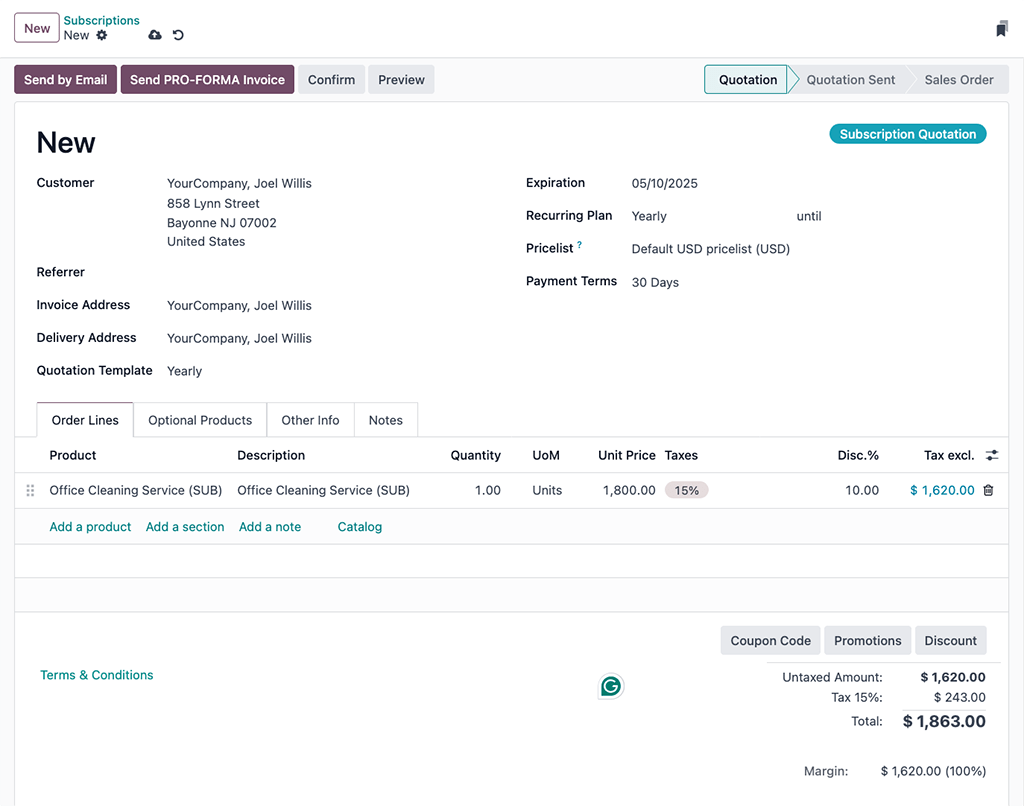 New
Subscriptions
New
Send by Email
Send PRO-FORMA Invoice
Confirm
Preview
Quotation
Quotation Sent
Sales Order
New
Subscription Quotation
Customer
YourCompany, Joel Willis
858 Lynn Street
Bayonne NJ 07002
United States
Referrer
Invoice Address
YourCompany, Joel Willis
Delivery Address
YourCompany, Joel Willis
Quotation Template
Yearly
Expiration
05/10/2025
Recurring Plan
Yearly
until
Pricelist ?
Default USD pricelist (USD)
Payment Terms
30 Days
Order Lines
Optional Products
Other Info
Notes
Product Description Quantity UoM Unit Price Taxes Disc.% Tax excl.
Office Cleaning Service (SUB) Office Cleaning Service (SUB) 1.00 Units 1,800.00 15% 10.00 $ 1,620.00
Add a product Add a section Add a note Catalog
Coupon Code
Promotions
Discount
Terms & Conditions
G
Untaxed Amount: $ 1,620.00
Tax 15%: $ 243.00
Total: $ 1,863.00
Margin: $ 1,620.00 (100%)